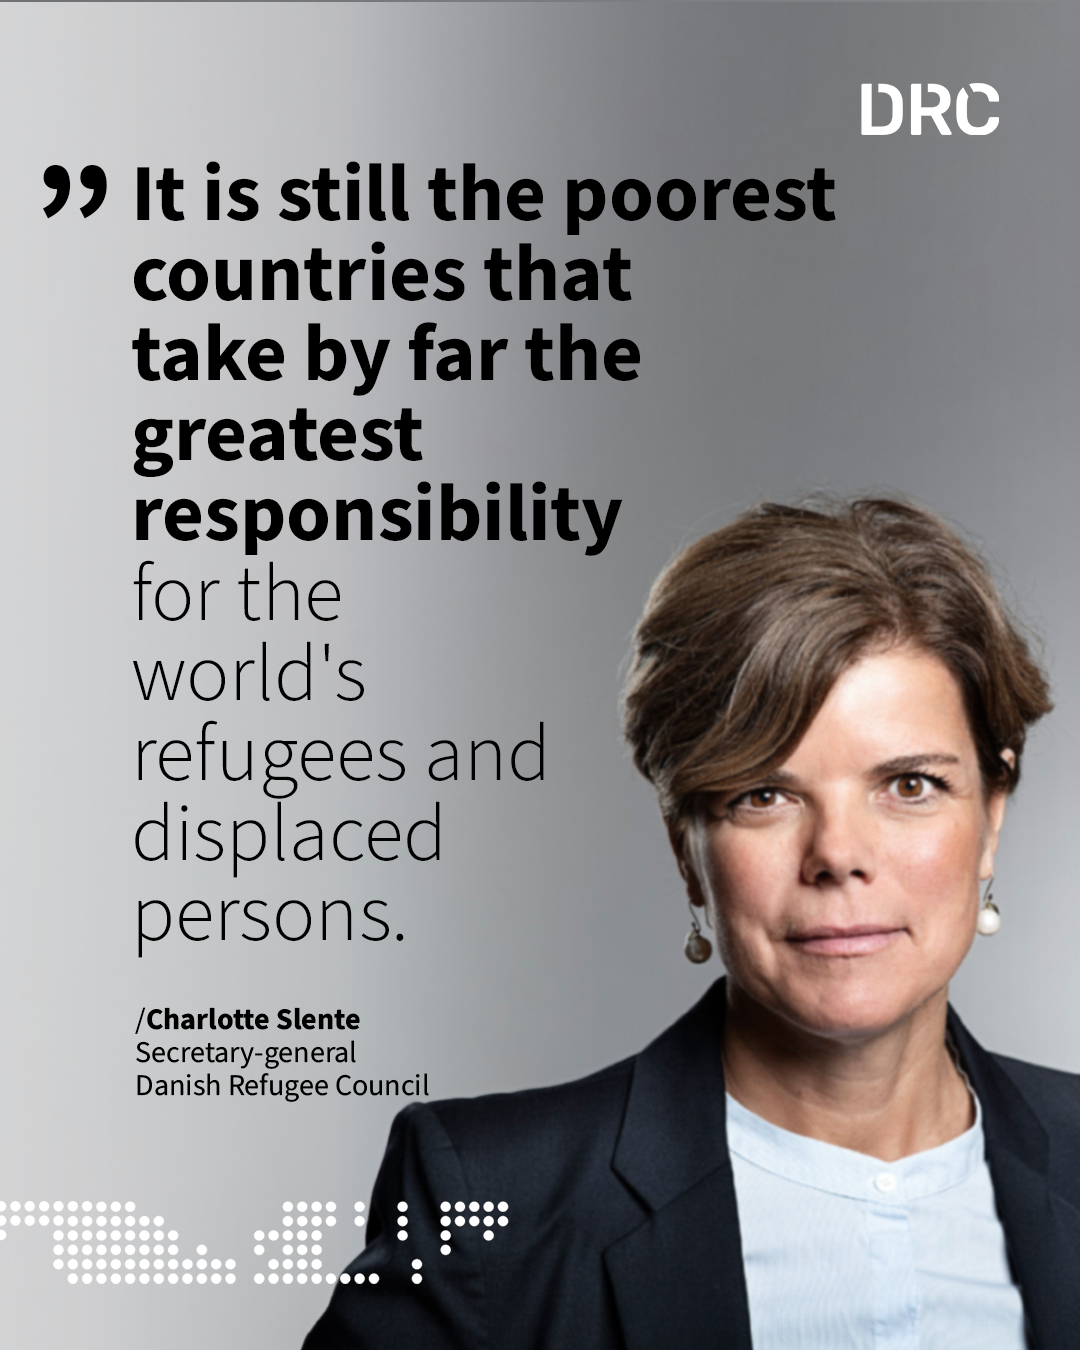 DRC
” It is still the poorest
countries that
take by far the
greatest
responsibility
for the
world's
refugees and
displaced
persons.
/Charlotte Slente
Secretary-general
Danish Refugee Council